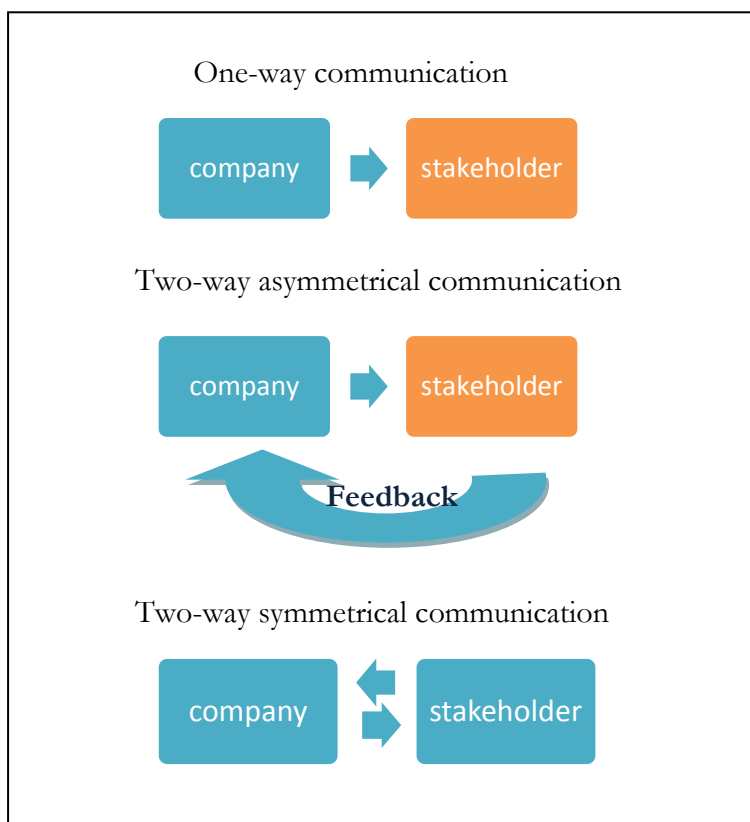 One-way communication
company
stakeholder
Two-way asymmetrical communication
company
stakeholder
Feedback
Two-way symmetrical communication
company
stakeholder